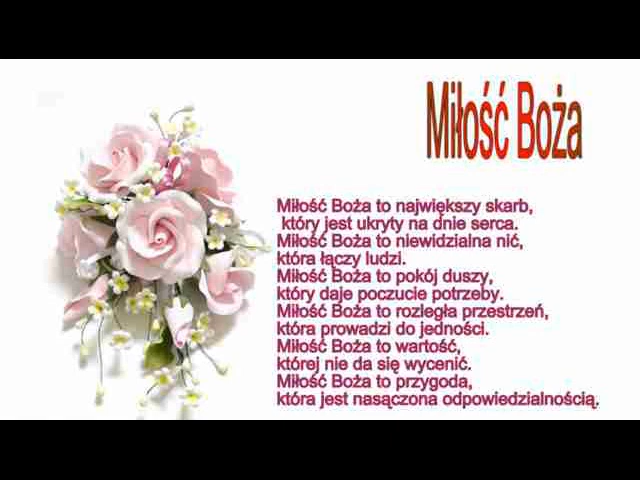 Miłość Boża
Miłość Boża to największy skarb,
który jest ukryty na dnie serca.
Miłość Boża to niewidzialna nić,
która łączy ludzi.
Miłość Boża to pokój duszy,
który daje poczucie potrzeby.
Miłość Boża to rozległa przestrzeń,
która prowadzi do jedności.
Miłość Boża to wartość,
której nie da się wycenić.
Miłość Boża to przygoda,
która jest nasączona odpowiedzialnością.